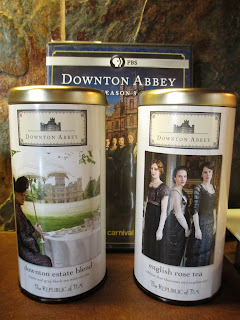 PBS
DOWNTON ABBEY
SEASON
DOWNTON ABBEY
downton estate blend
THE REPUBLIC OF TEA
DOWNTON ABBEY
english rose tea
THE REPUBLIC OF TEA
carnival